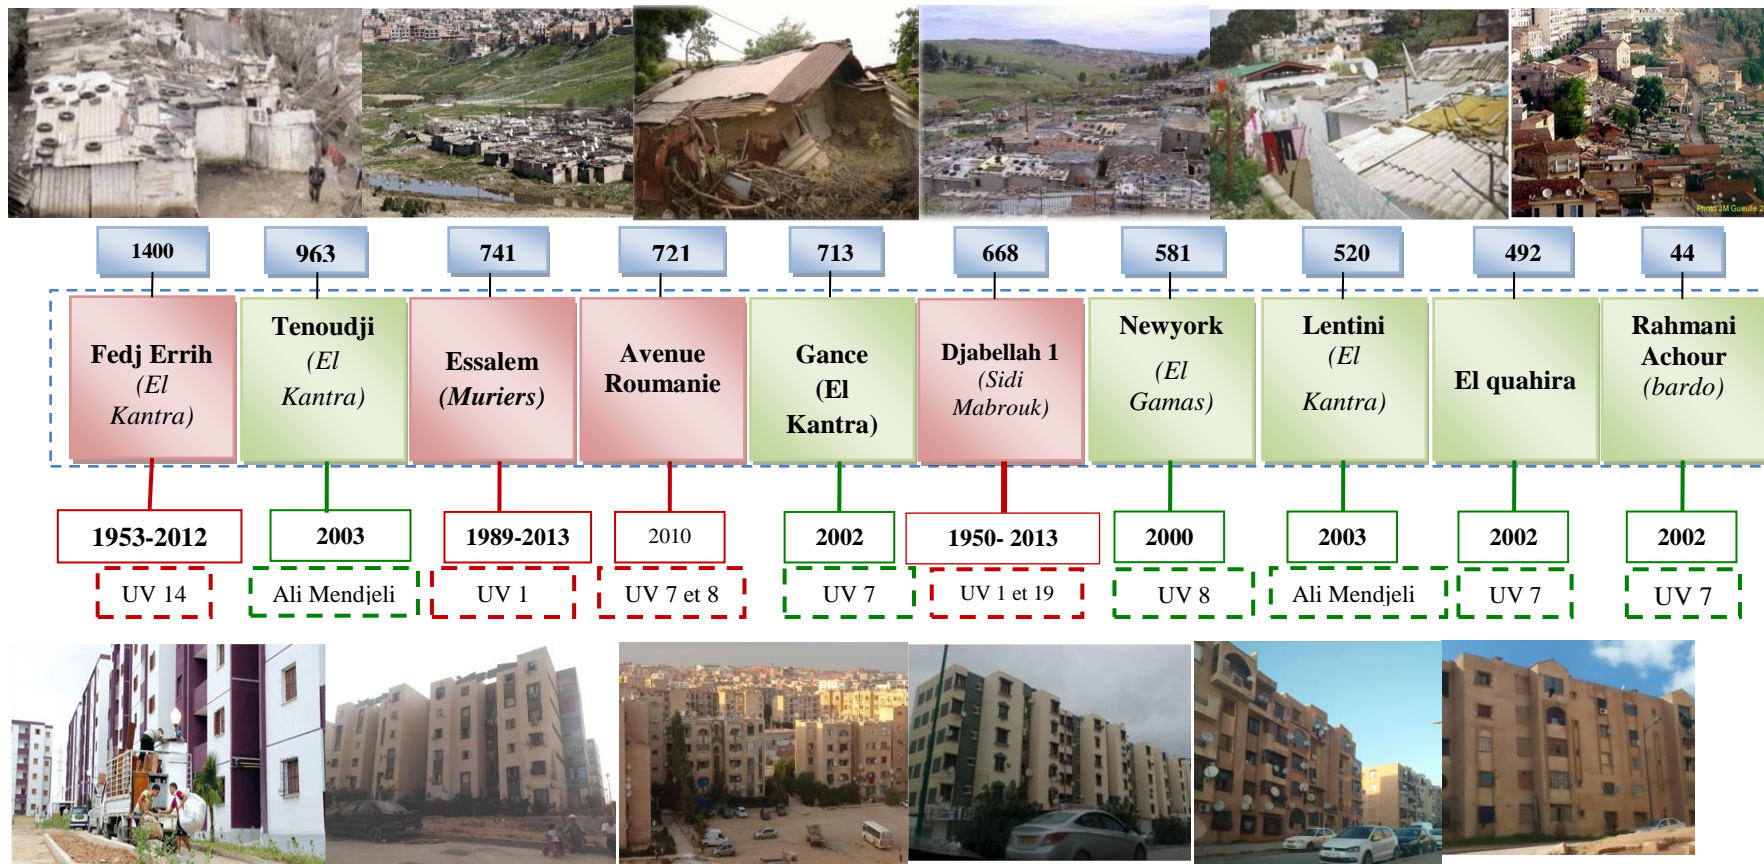 Photo JM Gueulle 2
1400
963
741
721
713
668
581
520
492
44
Fedj Errih
(El
Kantra)
Tenoudji
(El
Kantra)
Essalem
(Muriers)
Avenue
Roumanie
Gance
(El
Kantra)
Djabellah 1
(Sidi
Mabrouk)
Newyork
(El
Gamas)
Lentini
(El
Kantra)
El quahira
Rahmani
Achour
(bardo)
1953-2012
2003
1989-2013
2010
2002
1950- 2013
2000
2003
2002
2002
UV 14
Ali Mendjeli
UV 1
UV 7 et 8
UV 7
UV 1 et 19
UV 8
Ali Mendjeli
UV 7
UV 7